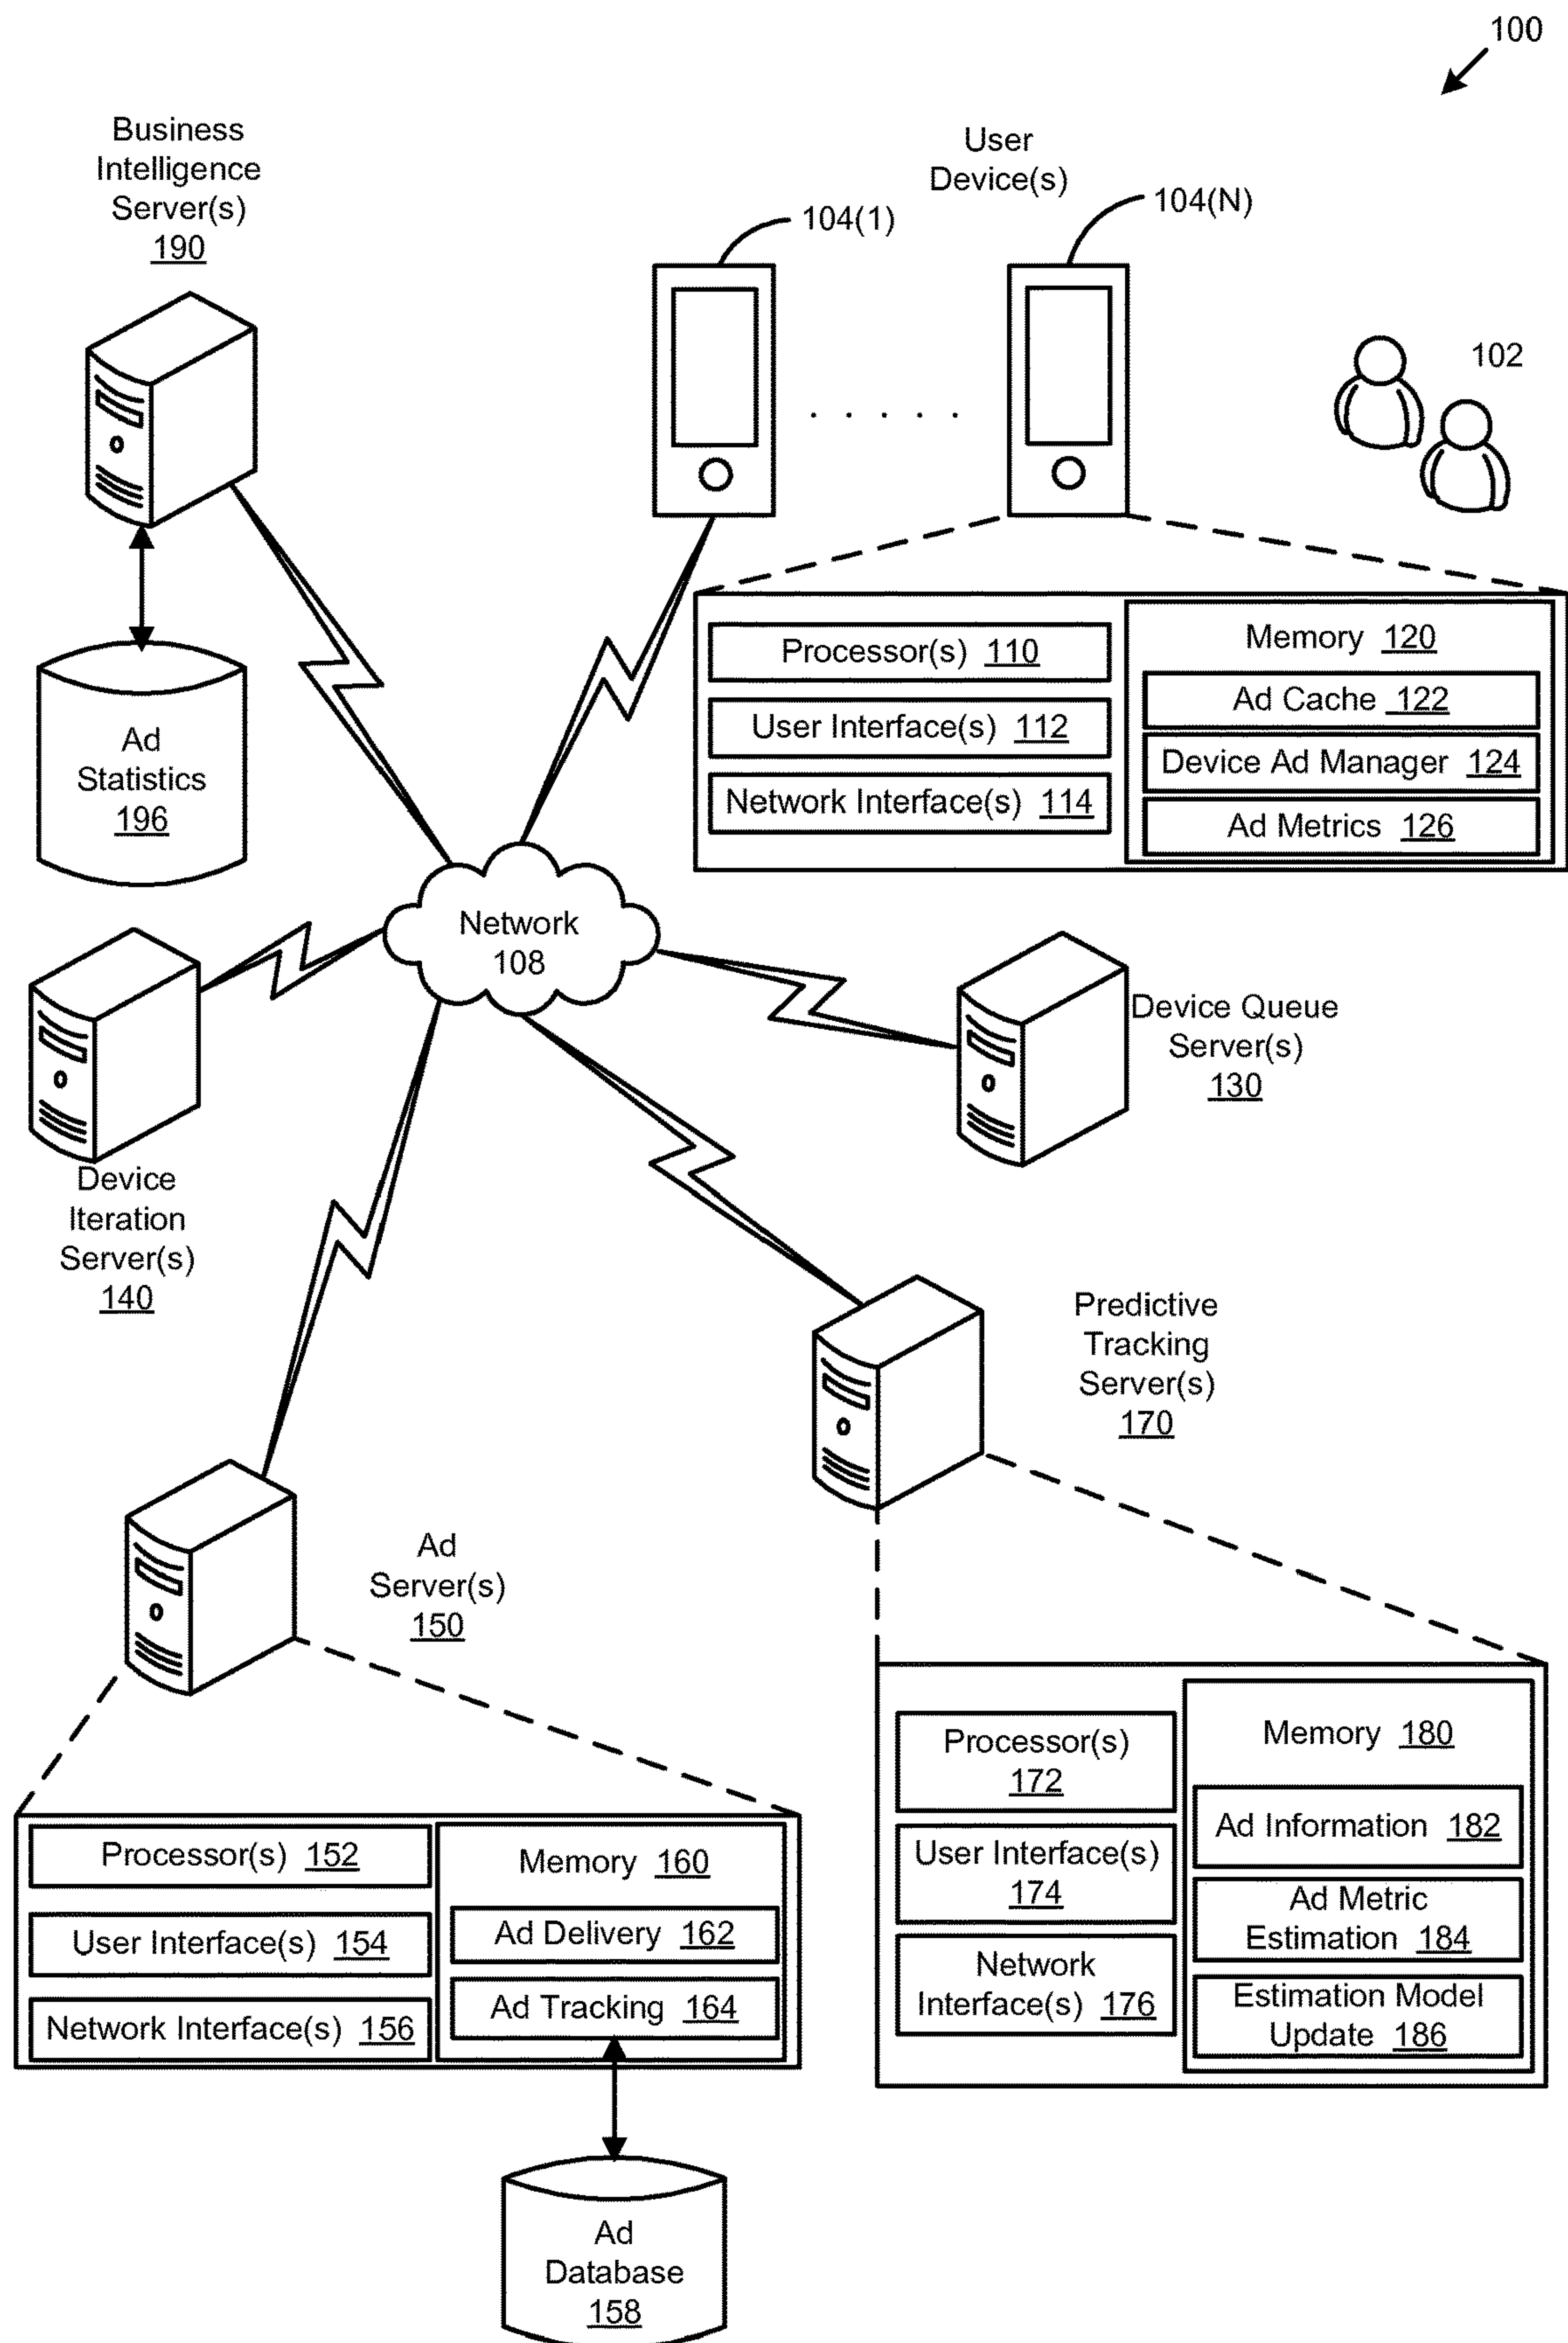 100
Business
Intelligence
Server(s)
190
User
Device(s)
104(1)
104(N)
102
Processor(s) 110
User Interface(s) 112
Network Interface(s) 114
Memory 120
Ad Cache 122
Device Ad Manager 124
Ad Metrics 126
Ad
Statistics
196
Network
108
Device Queue
Server(s)
130
Device
Iteration
Server(s)
140
Predictive
Tracking
Server(s)
170
Ad
Server(s)
150
Processor(s)
172
User Interface(s)
174
Network
Interface(s) 176
Memory 180
Ad Information 182
Ad Metric
Estimation 184
Estimation Model
Update 186
Processor(s) 152
User Interface(s) 154
Network Interface(s) 156
Memory 160
Ad Delivery 162
Ad Tracking 164
Ad
Database
158